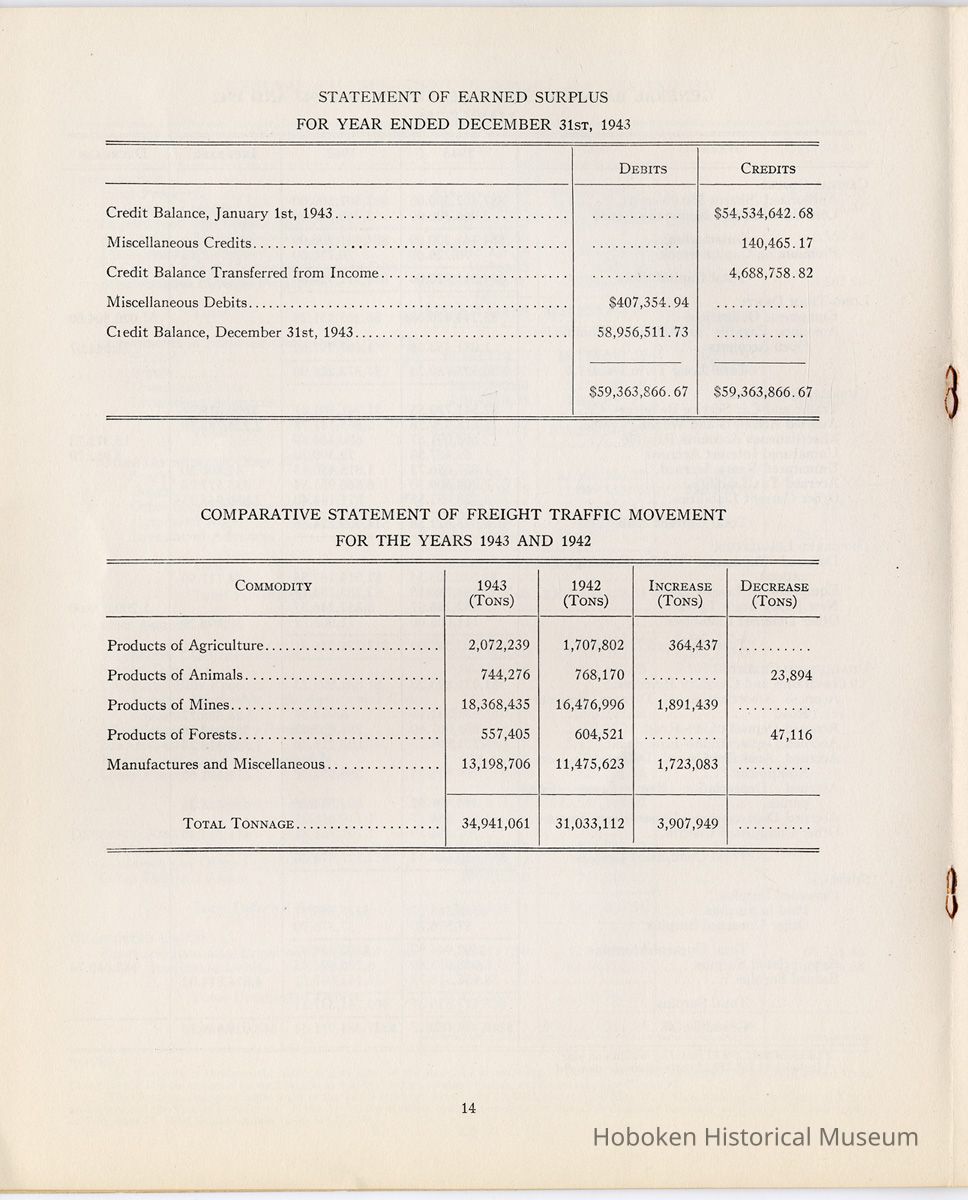 STATEMENT OF EARNED SURPLUS
FOR YEAR ENDED DECEMBER 31ST, 1943
DEBITS CREDITS
Credit Balance, January 1st, 1943 ............ $54,534,642.68
Miscellaneous Credits ............ 140,465.17
Credit Balance Transferred from Income ............ 4,688,758.82
Miscellaneous Debits $407,354.94 ............
Credit Balance, December 31st, 1943 58,956,511.73 ............
$59,363,866.67 $59,363,866.67
COMPARATIVE STATEMENT OF FREIGHT TRAFFIC MOVEMENT
FOR THE YEARS 1943 AND 1942
COMMODITY 1943 (TONS) 1942 (TONS) INCREASE (TONS) DECREASE (TONS)
Products of Agriculture 2,072,239 1,707,802 364,437 ..........
Products of Animals 744,276 768,170 .......... 23,894
Products of Mines 18,368,435 16,476,996 1,891,439 ..........
Products of Forests 557,405 604,521 .......... 47,116
Manufactures and Miscellaneous 13,198,706 11,475,623 1,723,083 ..........
TOTAL TONNAGE 34,941,061 31,033,112 3,907,949 ..........
14
Hoboken Historical Museum